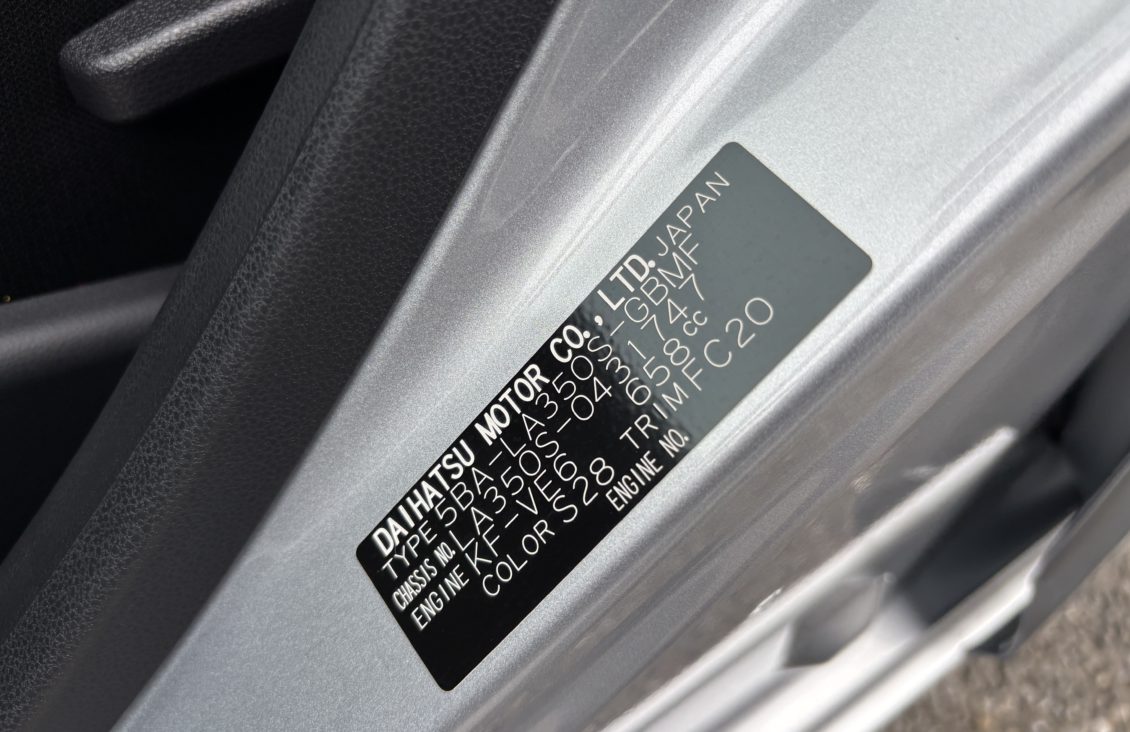 DAIHATSU MOTOR CO.,LTD. JAPAN
TYPE 5BA-LA350S-GBMF
CHASSIS NO. LA350S-0431747
ENGINE KF-VE6 658cc
COLOR S28 TRIM FC20
ENGINE NO.